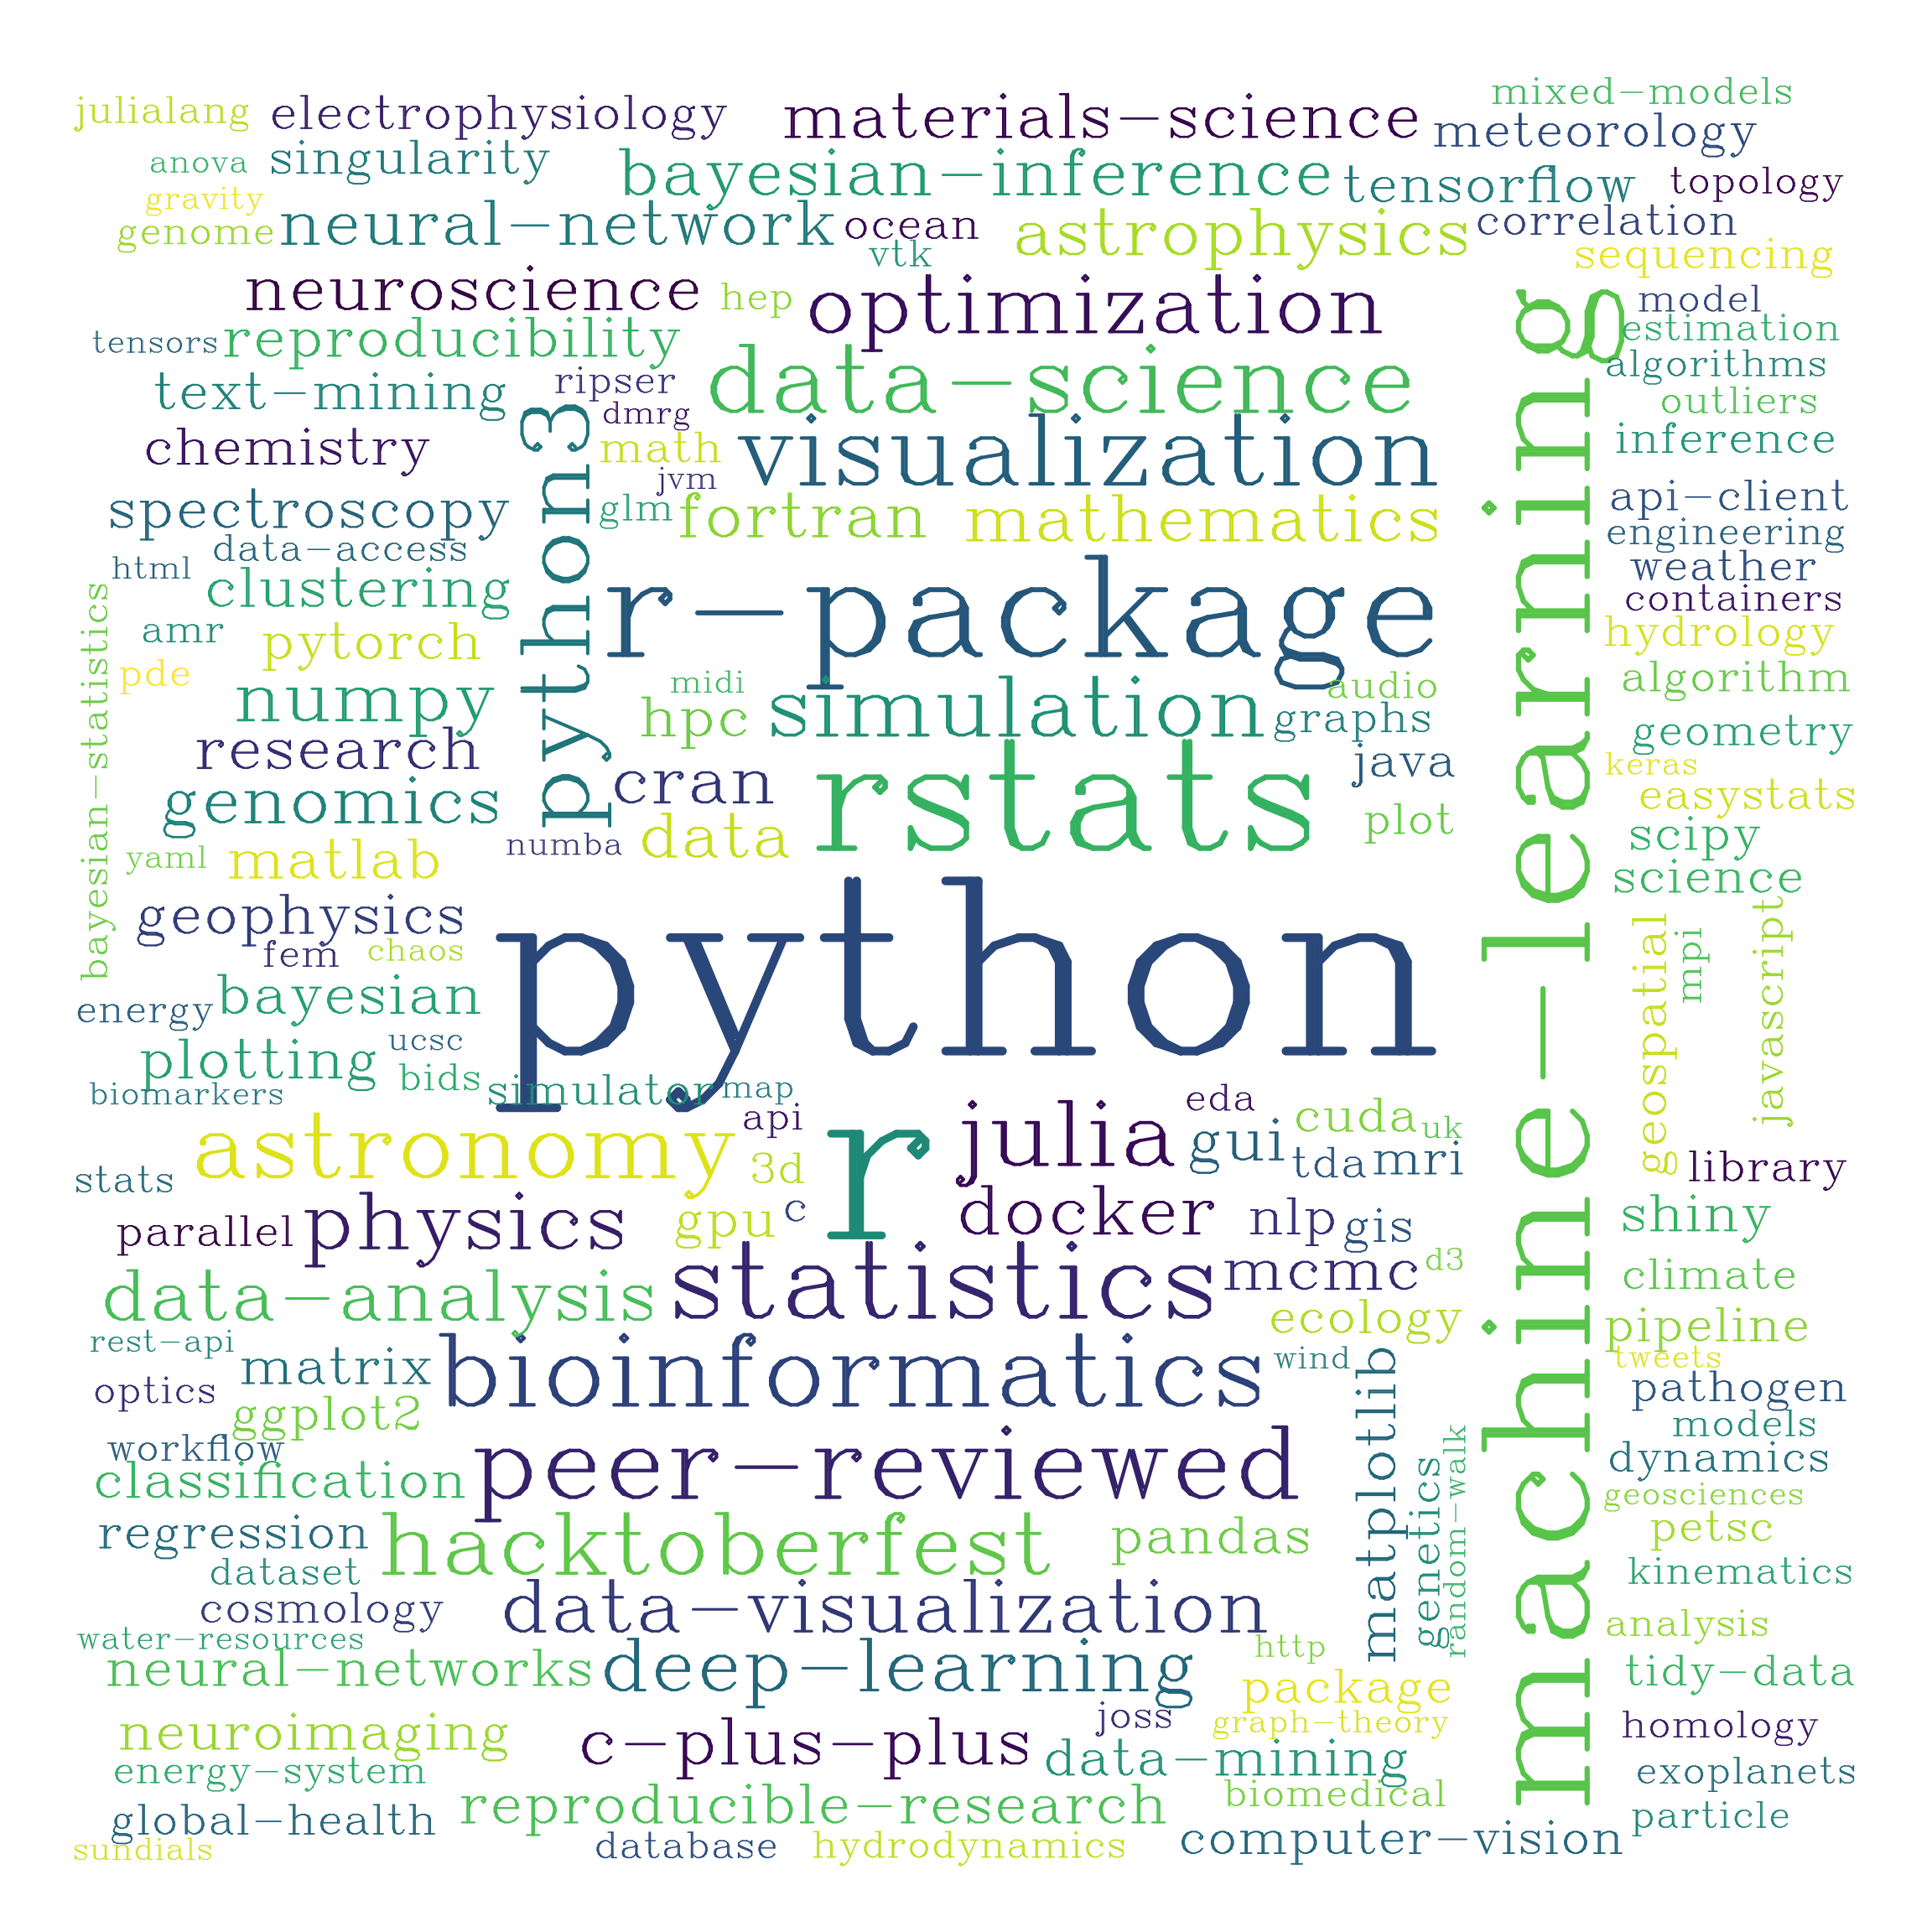 julialang electrophysiology materials-science mixed-models
meteorology
anova singularity bayesian-inference tensorflow topology
gravity
genome neural-network ocean astrophysics correlation
vtk sequencing
neuroscience hep optimization model
tensors reproducibility estimation
text-mining ripser data-science algorithms
dmrg outliers
chemistry math visualization inference
jvm
spectroscopy python3 glm fortran mathematics api-client
data-access engineering
html clustering r-package weather
containers
amr pytorch hydrology
pde midi audio algorithm
numpy hpc simulation graphs geometry
research cran java keras
bayesian-statistics genomics rstats easystats
numba data plot scipy
yaml matlab science
geophysics python machine-learning
fem chaos geospatial mpi javascript
energy bayesian
plotting ucsc
bids simulator map
biomarkers api eda cuda uk
astronomy r julia gui tda mri
stats 3d library
parallel physics gpu c docker nlp gis shiny
data-analysis statistics mcmc d3 climate
rest-api ecology pipeline
matrix bioinformatics wind tweets
optics pathogen
ggplot2 matplotlib models
workflow peer-reviewed genetics random-walk dynamics
classification geosciences
regression hacktoberfest pandas petsc
dataset kinematics
cosmology data-visualization analysis
water-resources
neural-networks deep-learning http tidy-data
package
neuroimaging c-plus-plus joss graph-theory homology
energy-system data-mining exoplanets
global-health reproducible-research biomedical particle
sundials database hydrodynamics computer-vision